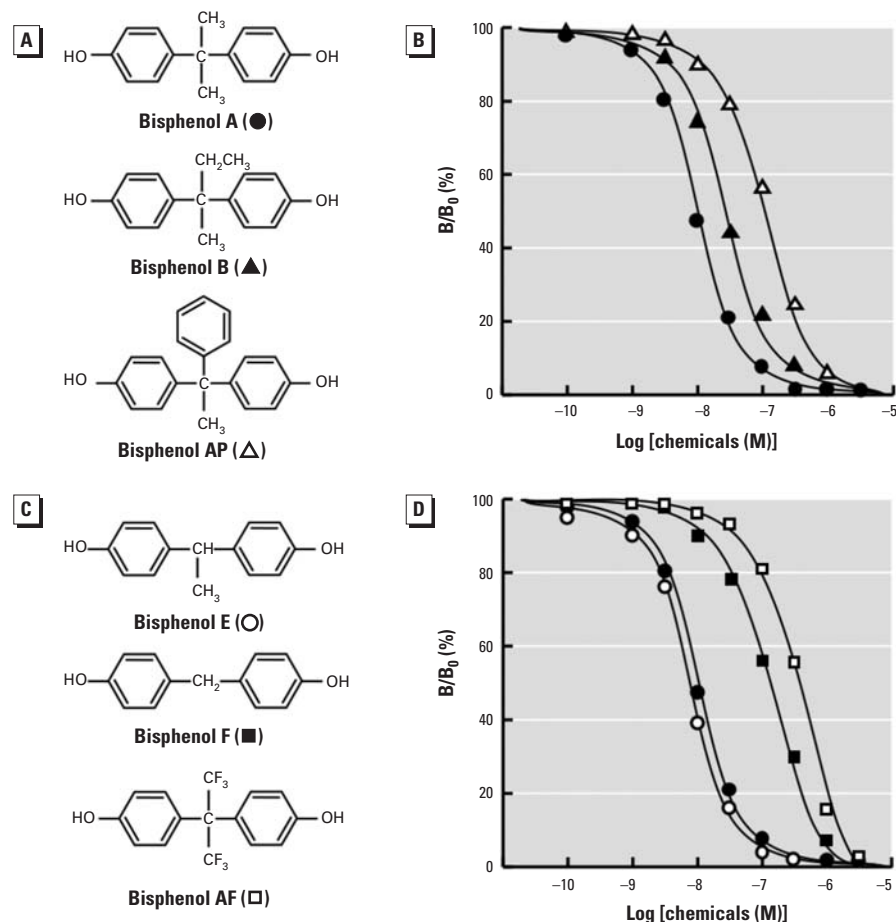 A
CH3
HO
C
OH
CH3
Bisphenol A (●)
CH2CH3
HO
C
OH
CH3
Bisphenol B (▲)
HO
C
OH
CH3
Bisphenol AP (△)
B
100
80
60
40
20
0
B/B0 (%)
–10 –9 –8 –7 –6 –5
Log [chemicals (M)]
C
HO
CH
OH
CH3
Bisphenol E (○)
HO
CH2
OH
Bisphenol F (■)
CF3
HO
C
OH
CF3
Bisphenol AF (□)
D
100
80
60
40
20
0
B/B0 (%)
–10 –9 –8 –7 –6 –5
Log [chemicals (M)]